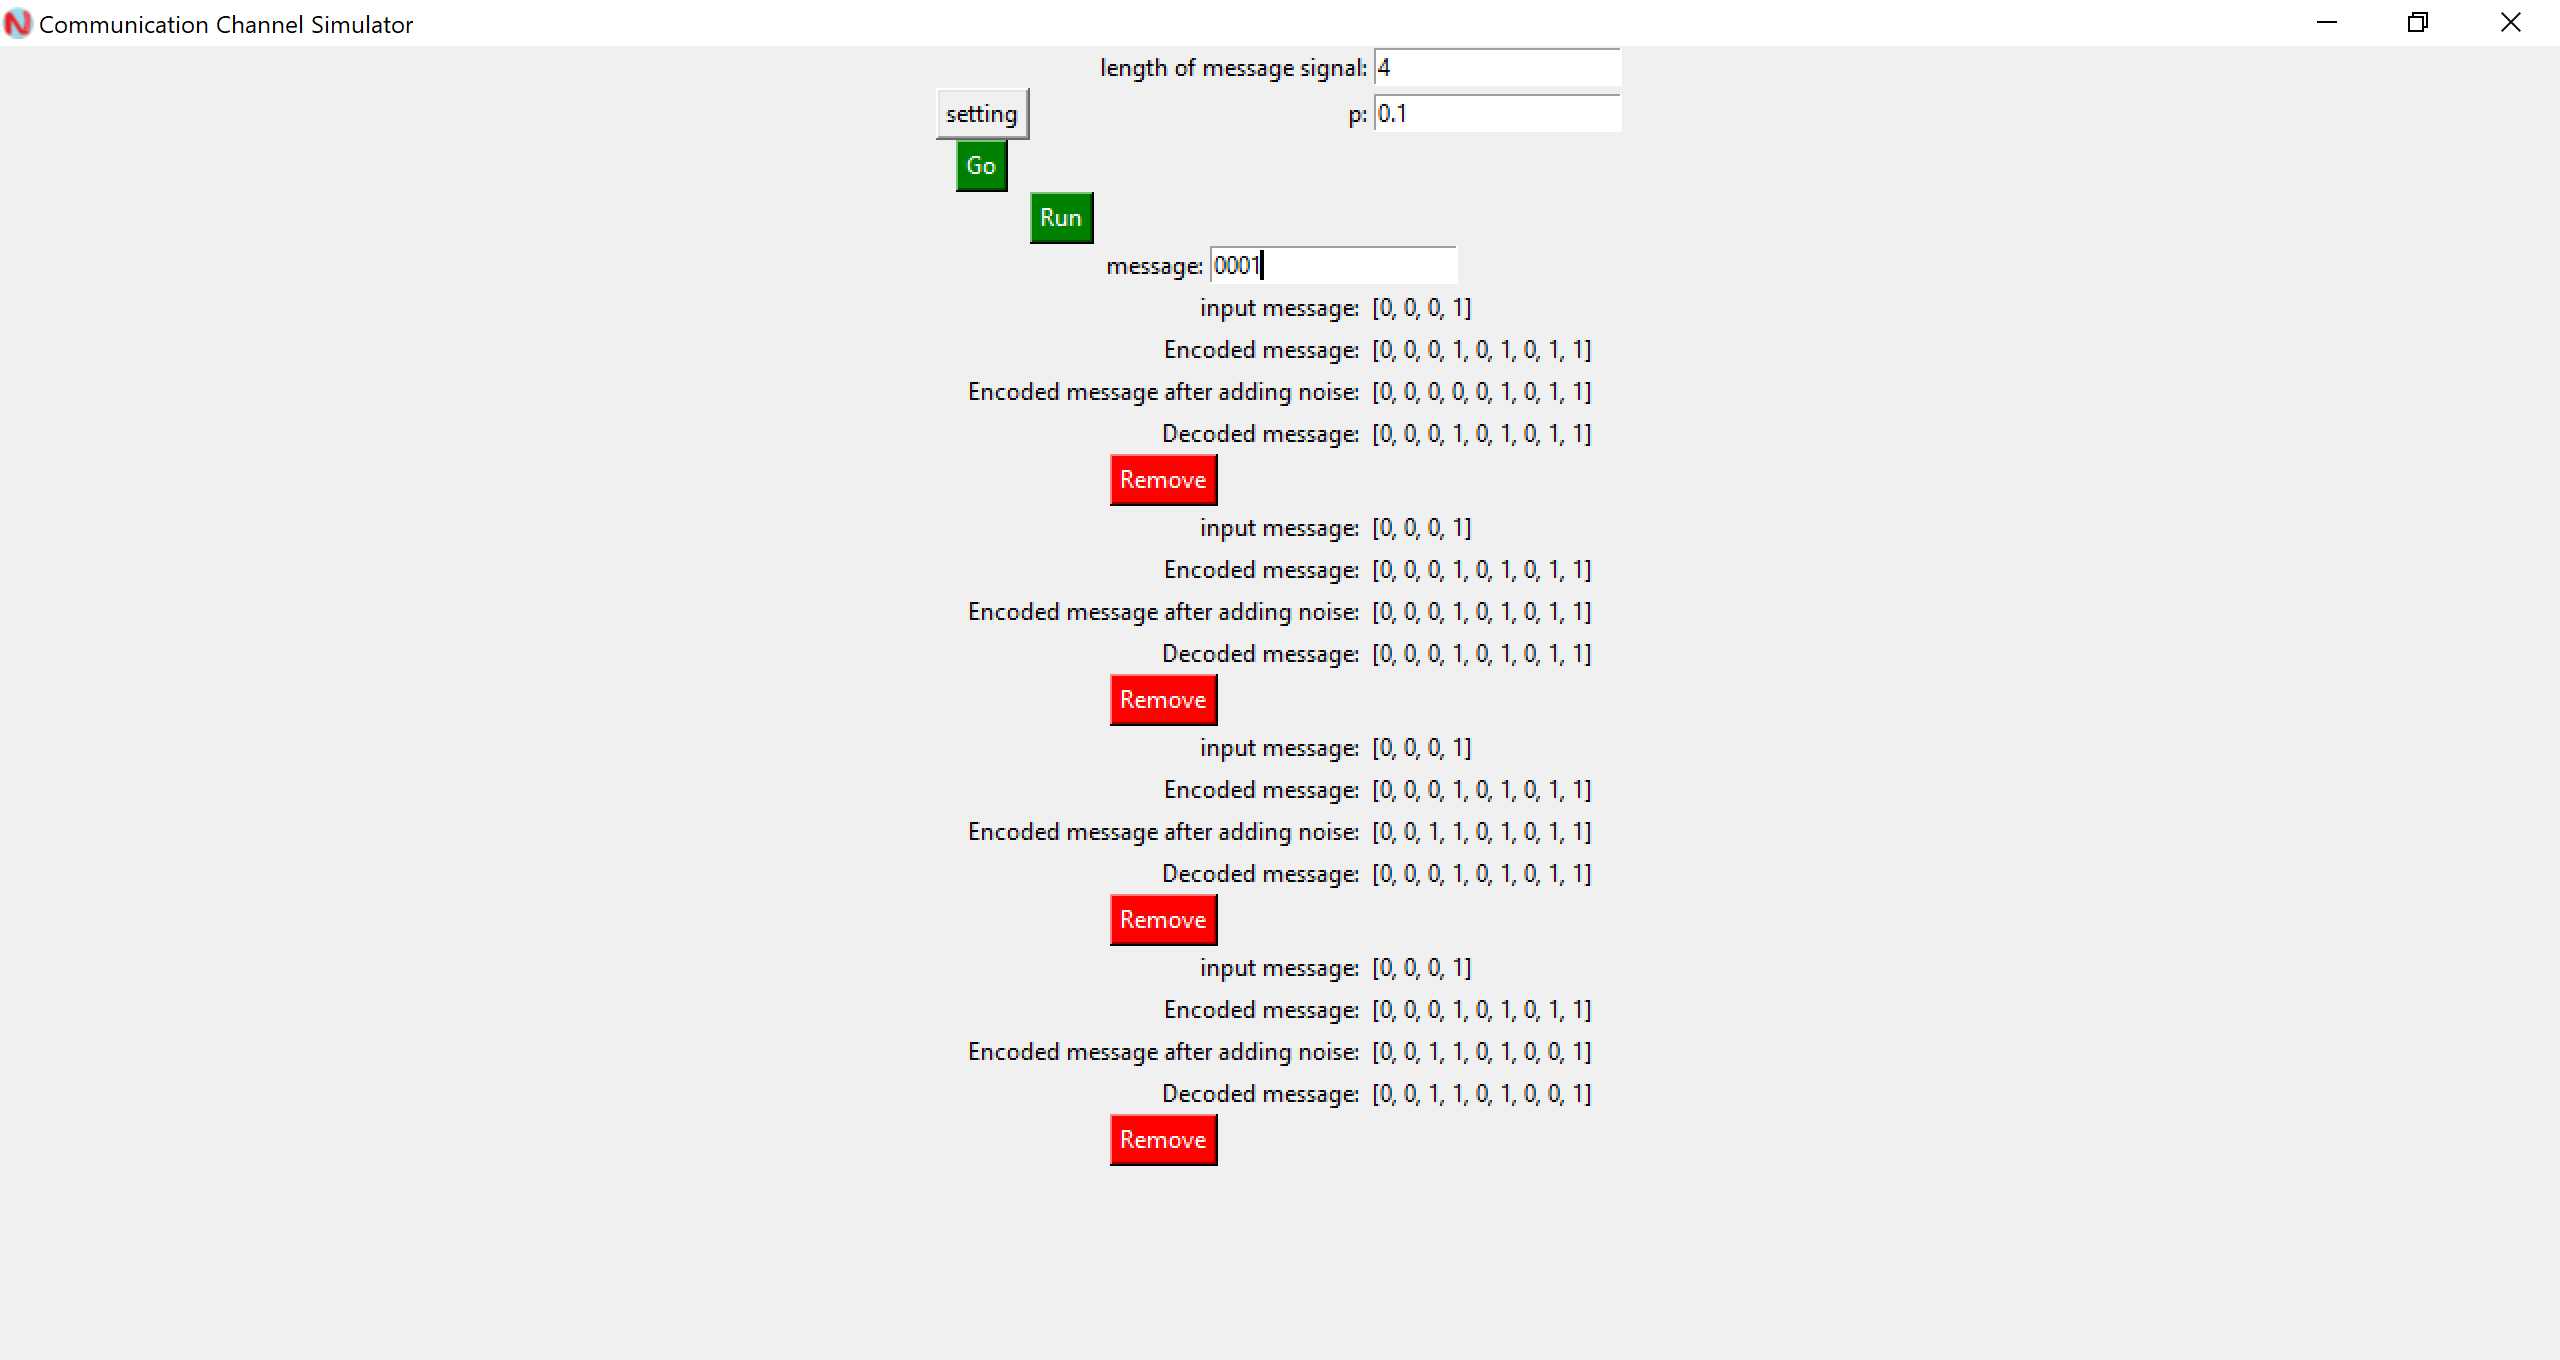 Communication Channel Simulator
length of message signal: 4
setting p: 0.1
Go
Run
message: 0001
input message: [0, 0, 0, 1]
Encoded message: [0, 0, 0, 1, 0, 1, 0, 1, 1]
Encoded message after adding noise: [0, 0, 0, 0, 0, 1, 0, 1, 1]
Decoded message: [0, 0, 0, 1, 0, 1, 0, 1, 1]
Remove
input message: [0, 0, 0, 1]
Encoded message: [0, 0, 0, 1, 0, 1, 0, 1, 1]
Encoded message after adding noise: [0, 0, 0, 1, 0, 1, 0, 1, 1]
Decoded message: [0, 0, 0, 1, 0, 1, 0, 1, 1]
Remove
input message: [0, 0, 0, 1]
Encoded message: [0, 0, 0, 1, 0, 1, 0, 1, 1]
Encoded message after adding noise: [0, 0, 1, 1, 0, 1, 0, 1, 1]
Decoded message: [0, 0, 0, 1, 0, 1, 0, 1, 1]
Remove
input message: [0, 0, 0, 1]
Encoded message: [0, 0, 0, 1, 0, 1, 0, 1, 1]
Encoded message after adding noise: [0, 0, 1, 1, 0, 1, 0, 0, 1]
Decoded message: [0, 0, 1, 1, 0, 1, 0, 0, 1]
Remove